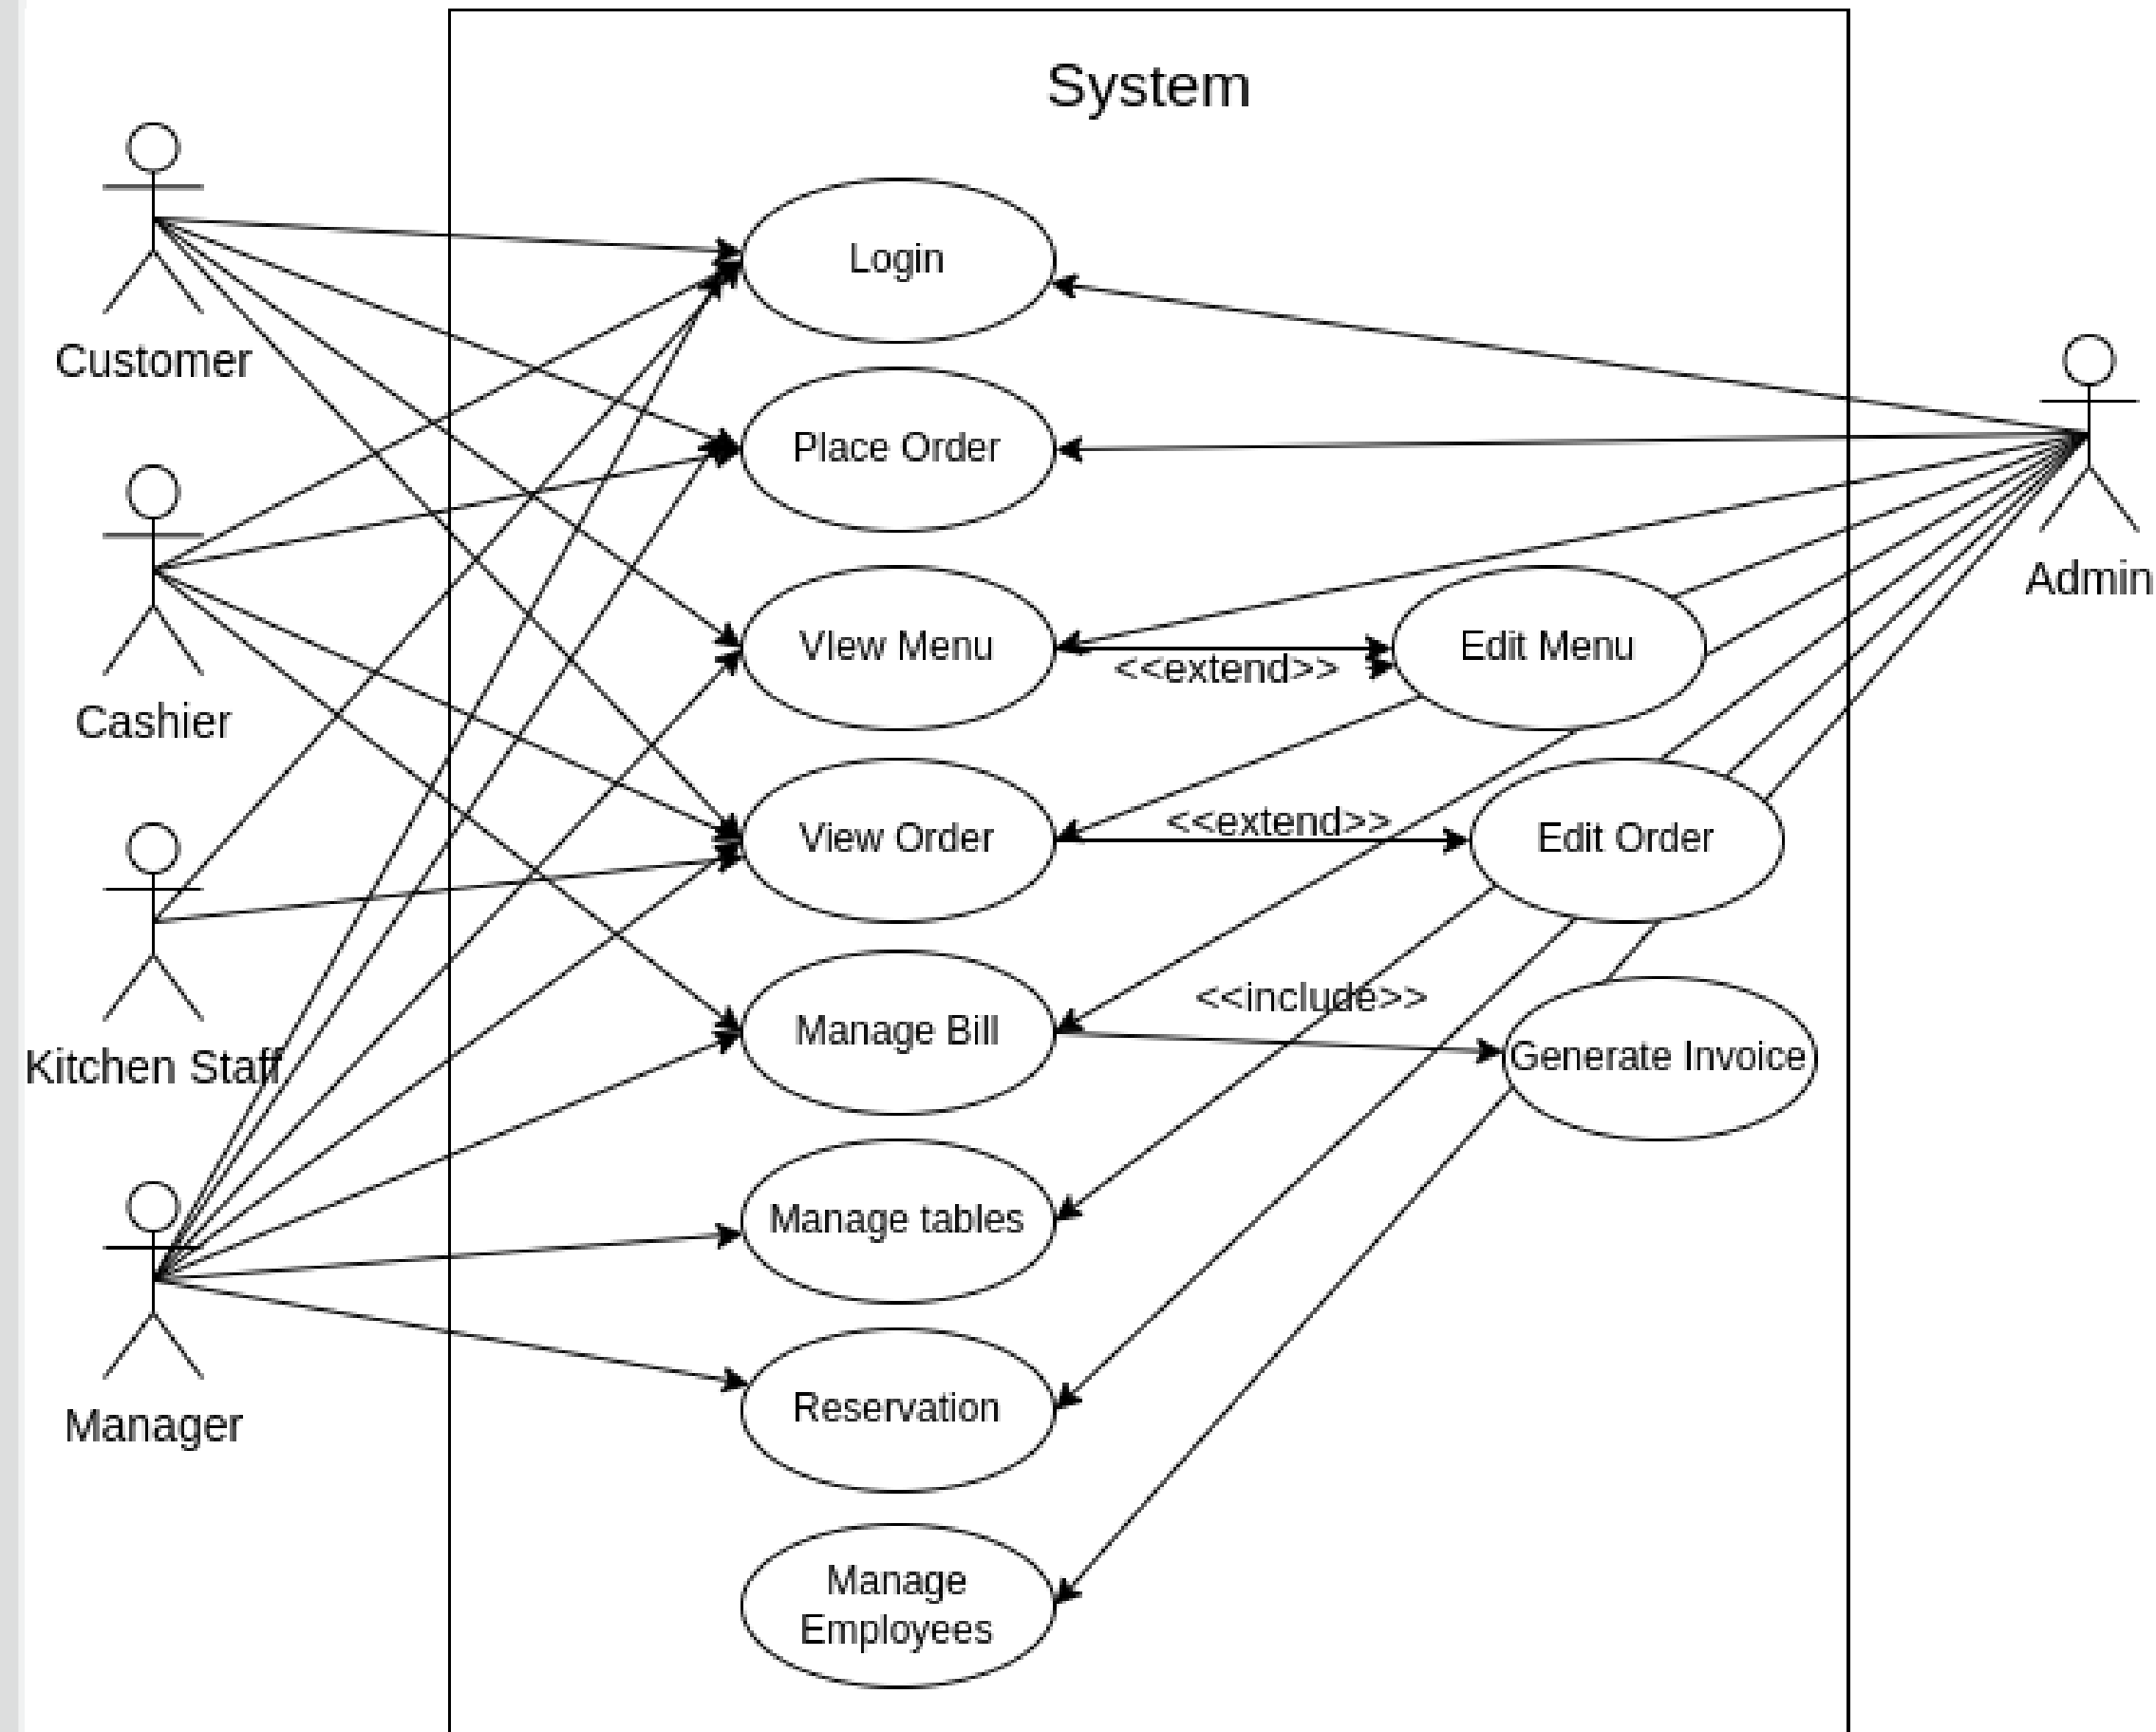 System
Customer
Login
Place Order
Admin
VIew Menu
<<extend>>
Edit Menu
Cashier
<<extend>>
View Order
Edit Order
<<include>>
Manage Bill
Generate Invoice
Kitchen Staff
Manage tables
Reservation
Manager
Manage
Employees